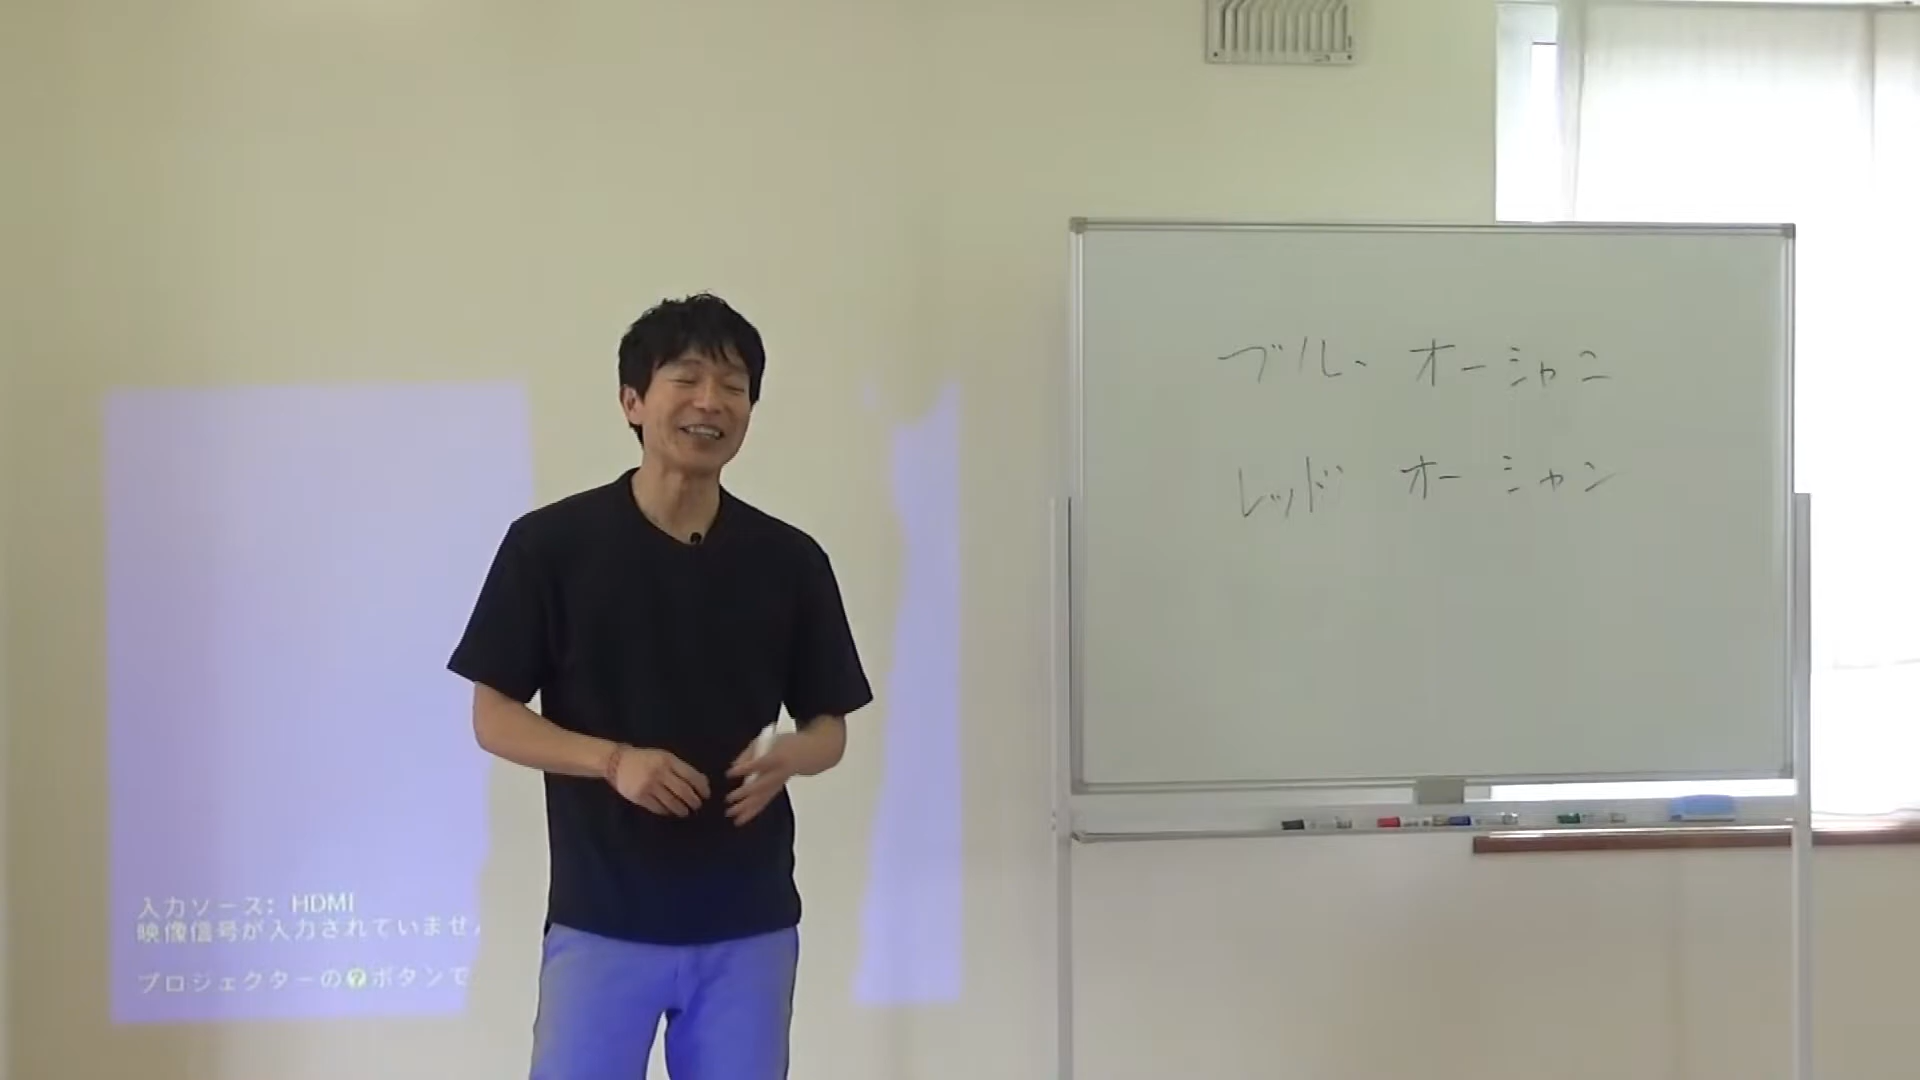 ブルーオーシャン
レッドオーシャン
入力ソース: HDMI
映像信号が入力されていません
プロジェクターの?ボタンで